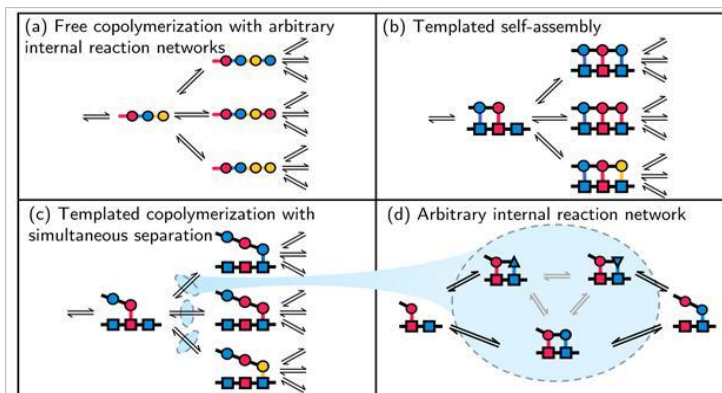 (a) Free copolymerization with arbitrary
internal reaction networks
(b) Templated self-assembly
(c) Templated copolymerization with
simultaneous separation
(d) Arbitrary internal reaction network